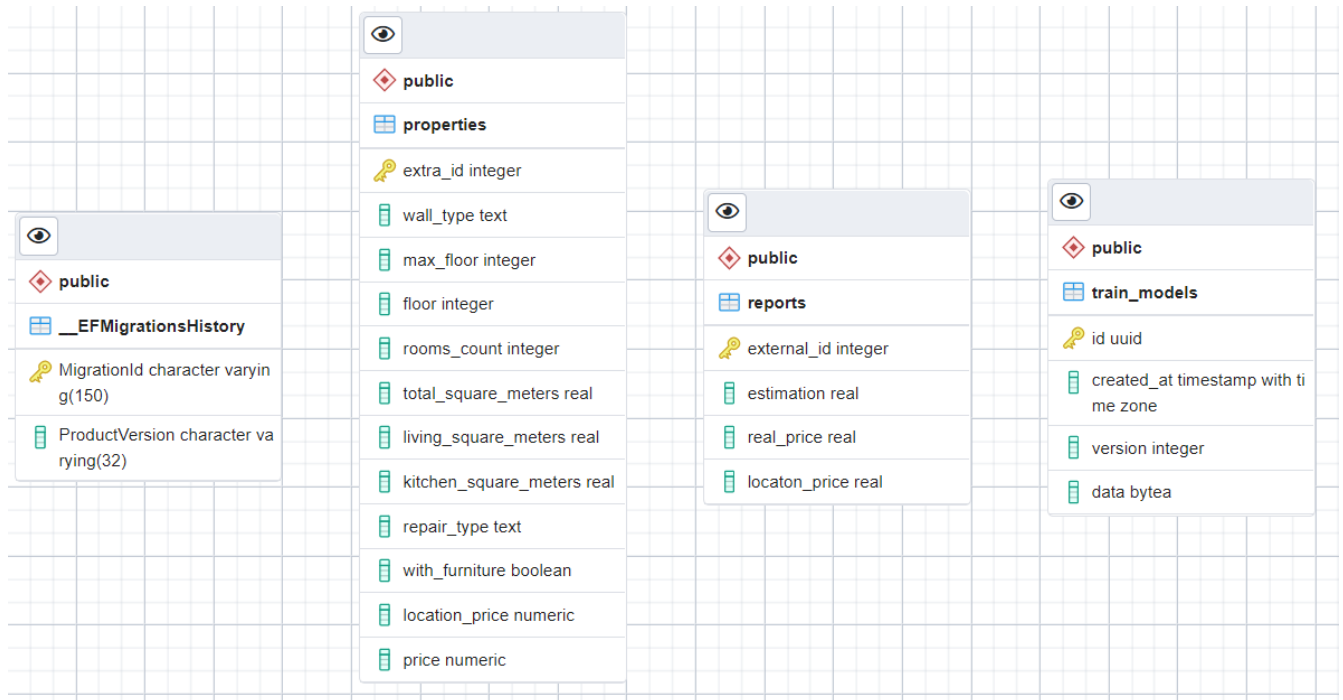 public
__EFMigrationsHistory
MigrationId character varyin
g(150)
ProductVersion character va
rying(32)
public
properties
extra_id integer
wall_type text
max_floor integer
floor integer
rooms_count integer
total_square_meters real
living_square_meters real
kitchen_square_meters real
repair_type text
with_furniture boolean
location_price numeric
price numeric
public
reports
external_id integer
estimation real
real_price real
locaton_price real
public
train_models
id uuid
created_at timestamp with ti
me zone
version integer
data bytea